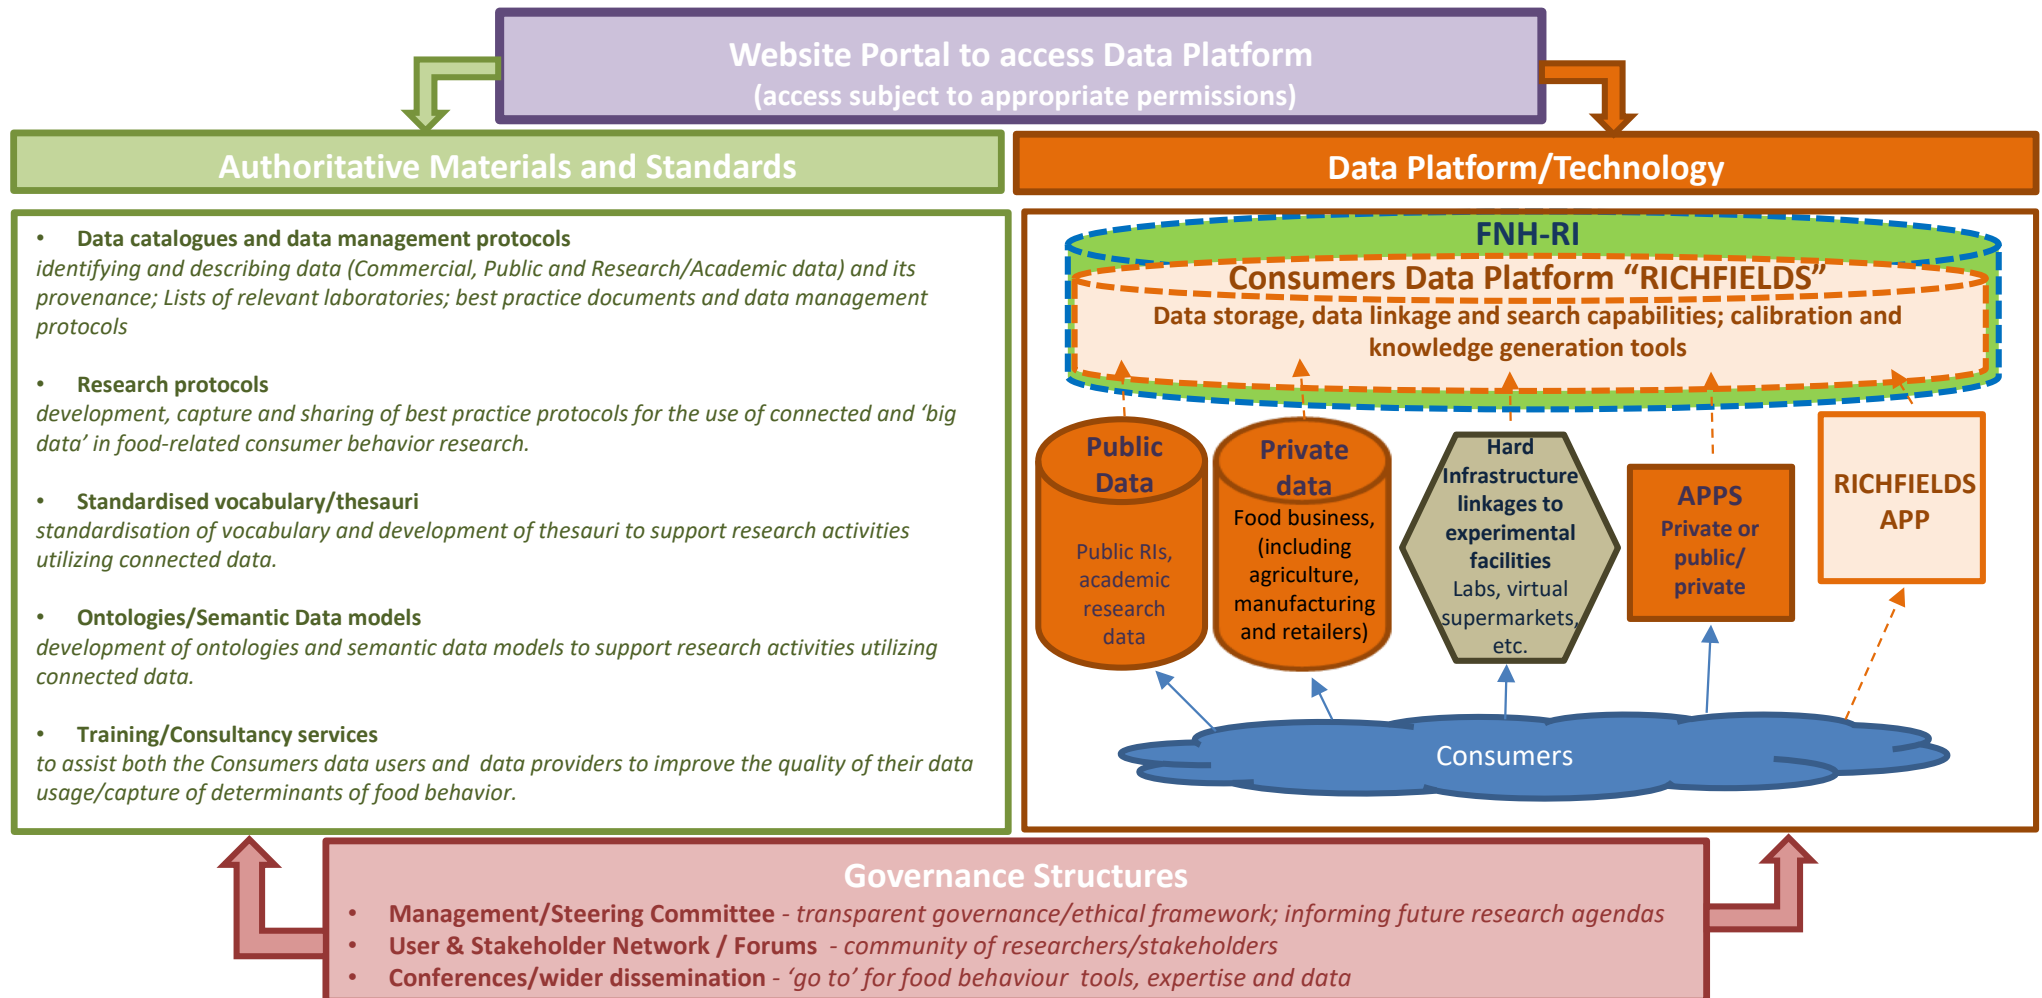 Website Portal to access Data Platform
(access subject to appropriate permissions)
Authoritative Materials and Standards
• Data catalogues and data management protocols
identifying and describing data (Commercial, Public and Research/Academic data) and its
provenance; Lists of relevant laboratories; best practice documents and data management
protocols
• Research protocols
development, capture and sharing of best practice protocols for the use of connected and ‘big
data’ in food-related consumer behavior research.
• Standardised vocabulary/thesauri
standardisation of vocabulary and development of thesauri to support research activities
utilizing connected data.
• Ontologies/Semantic Data models
development of ontologies and semantic data models to support research activities utilizing
connected data.
• Training/Consultancy services
to assist both the Consumers data users and data providers to improve the quality of their data
usage/capture of determinants of food behavior.
Data Platform/Technology
FNH-RI
Consumers Data Platform “RICHFIELDS”
Data storage, data linkage and search capabilities; calibration and
knowledge generation tools
Public
Data
Public RIs,
academic
research
data
Private
data
Food business,
(including
agriculture,
manufacturing
and retailers)
Hard
Infrastructure
linkages to
experimental
facilities
Labs, virtual
supermarkets,
etc.
APPS
Private or
public/
private
RICHFIELDS
APP
Consumers
Governance Structures
• Management/Steering Committee - transparent governance/ethical framework; informing future research agendas
• User & Stakeholder Network / Forums - community of researchers/stakeholders
• Conferences/wider dissemination - ‘go to’ for food behaviour tools, expertise and data